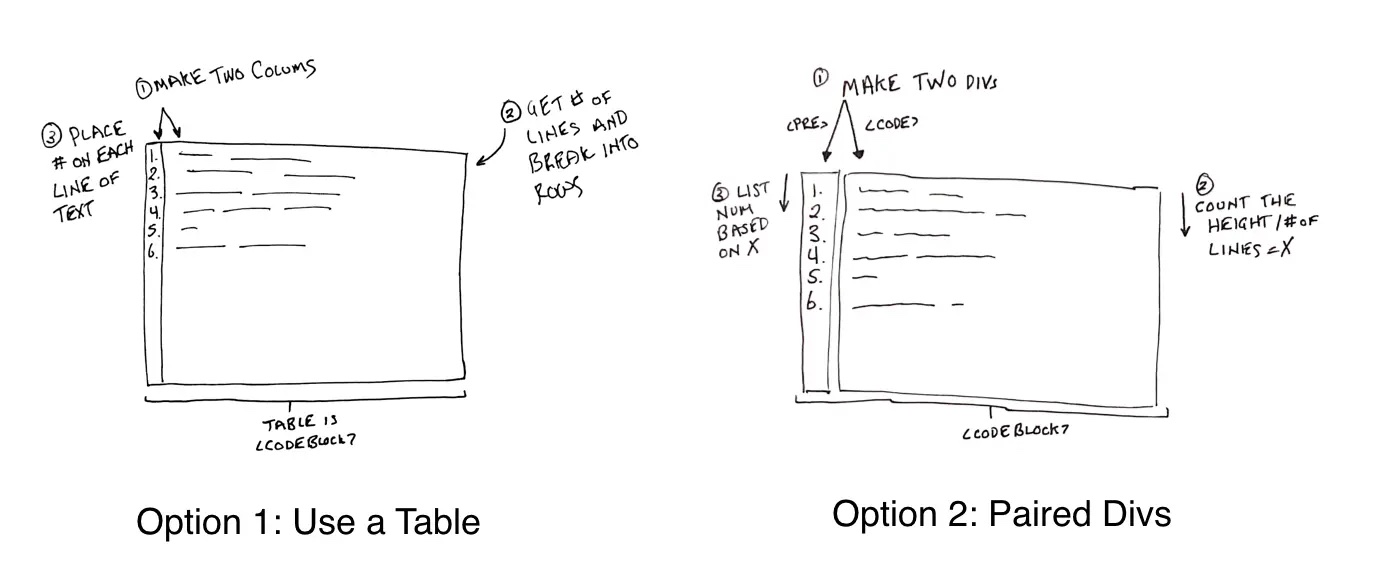 ① MAKE TWO COLUMS
③ PLACE
# ON EACH
LINE OF
TEXT
② GET # OF
LINES AND
BREAK INTO
ROWS
1.
2.
3.
4.
5.
6.
TABLE IS
<CODEBLOCK>
Option 1: Use a Table
① MAKE TWO DIVS
<PRE>
<CODE>
③ LIST
NUM
BASED
ON X
② 
COUNT THE
HEIGHT/# OF
LINES = X
1.
2.
3.
4.
5.
6.
<CODEBLOCK>
Option 2: Paired Divs